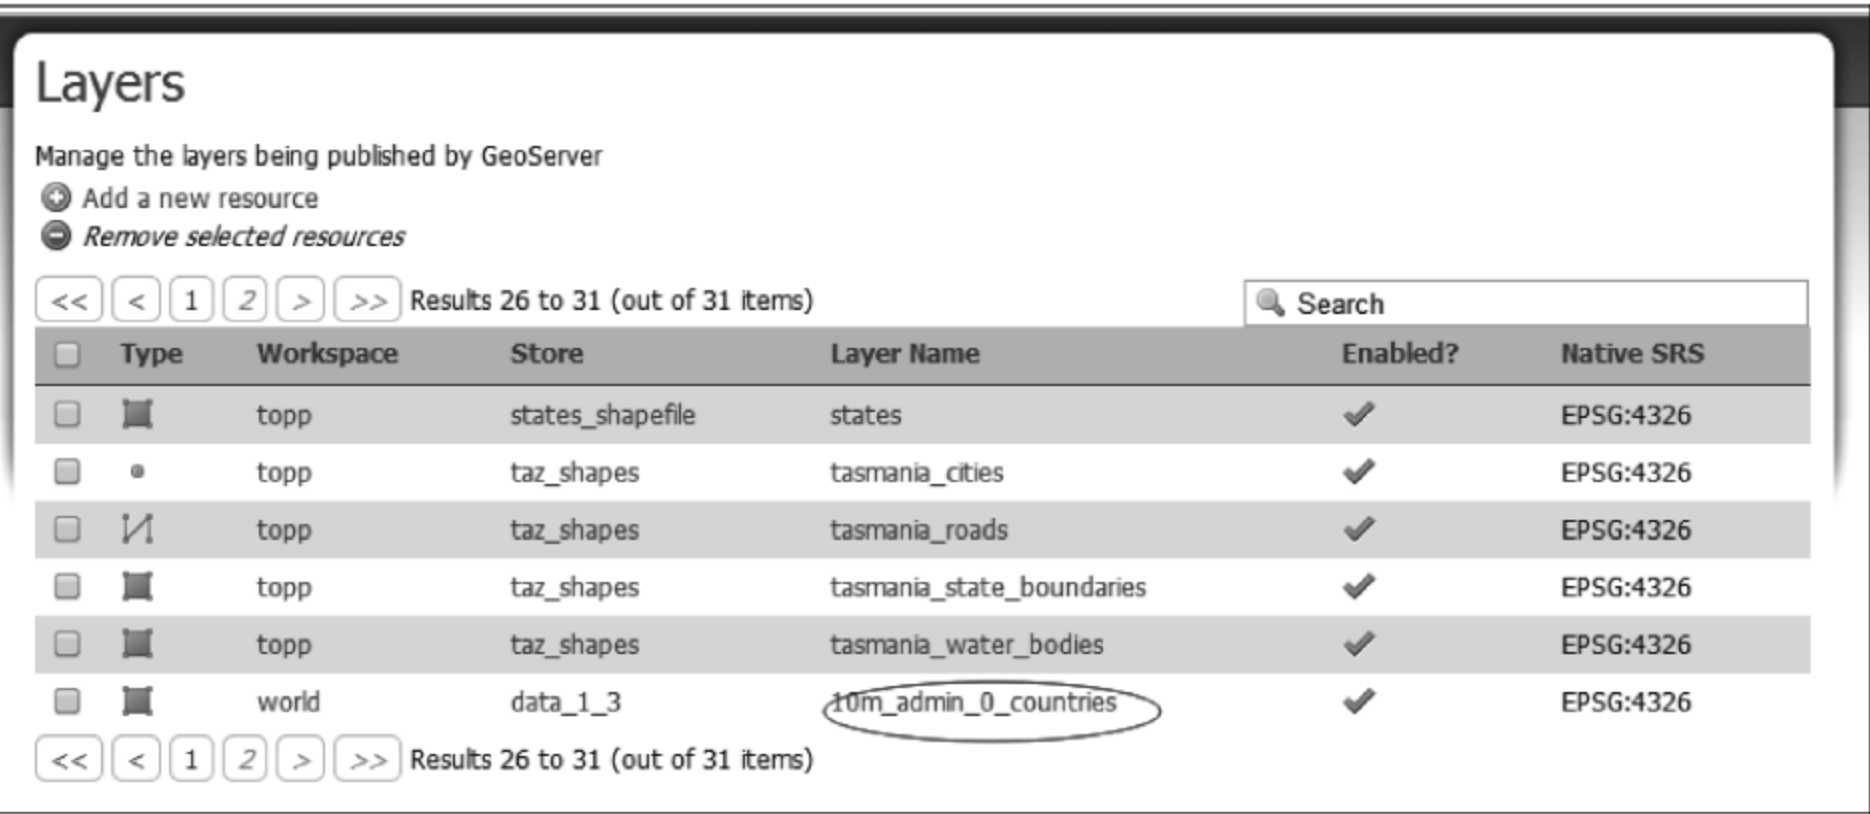 Layers
Manage the layers being published by GeoServer
Add a new resource
Remove selected resources
<< < 1 2 > >> Results 26 to 31 (out of 31 items) Search
Type Workspace Store Layer Name Enabled? Native SRS
topp states_shapefile states EPSG:4326
topp taz_shapes tasmania_cities EPSG:4326
topp taz_shapes tasmania_roads EPSG:4326
topp taz_shapes tasmania_state_boundaries EPSG:4326
topp taz_shapes tasmania_water_bodies EPSG:4326
world data_1_3 10m_admin_0_countries EPSG:4326
<< < 1 2 > >> Results 26 to 31 (out of 31 items)